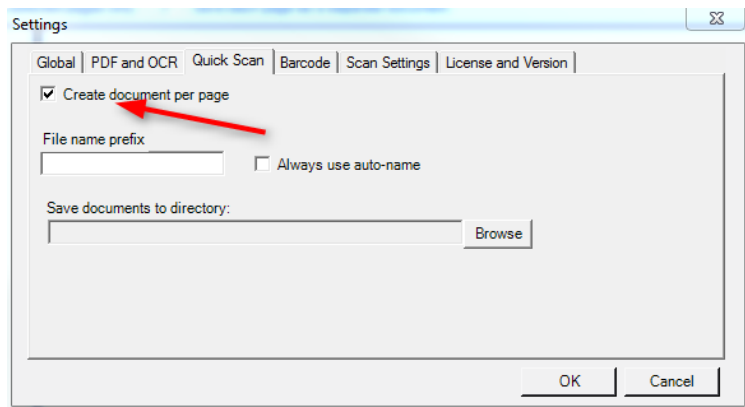 Settings
Global PDF and OCR Quick Scan Barcode Scan Settings License and Version
Create document per page
File name prefix
Always use auto-name
Save documents to directory:
Browse
OK Cancel